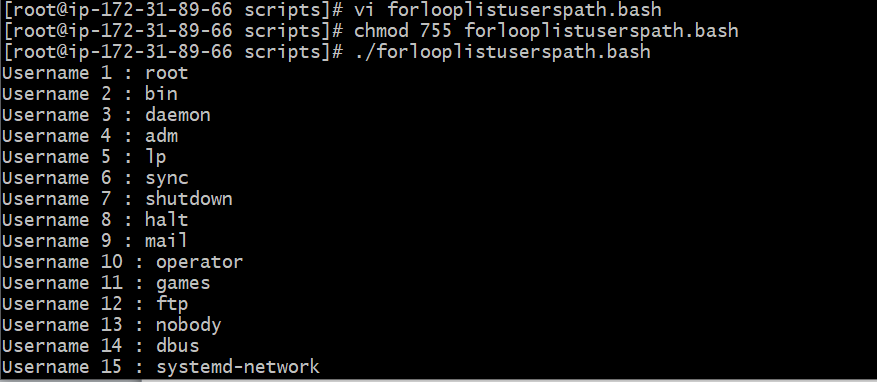 [root@ip-172-31-89-66 scripts]# vi forlooplistuserspath.bash
[root@ip-172-31-89-66 scripts]# chmod 755 forlooplistuserspath.bash
[root@ip-172-31-89-66 scripts]# ./forlooplistuserspath.bash
Username 1 : root
Username 2 : bin
Username 3 : daemon
Username 4 : adm
Username 5 : lp
Username 6 : sync
Username 7 : shutdown
Username 8 : halt
Username 9 : mail
Username 10 : operator
Username 11 : games
Username 12 : ftp
Username 13 : nobody
Username 14 : dbus
Username 15 : systemd-network